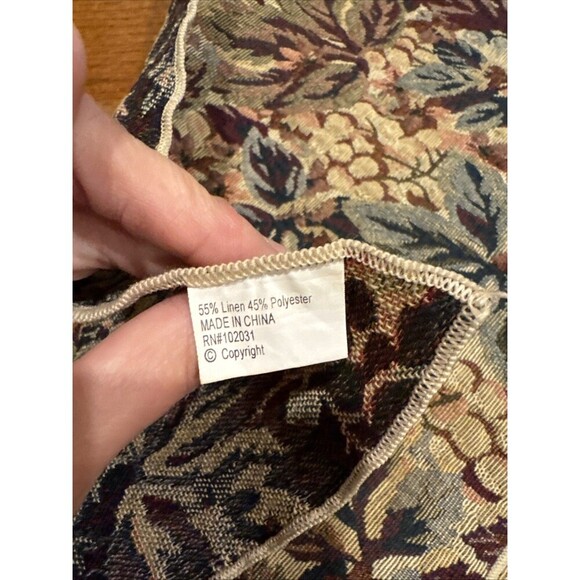 55% Linen 45% Polyester
MADE IN CHINA
RN#102031
© Copyright